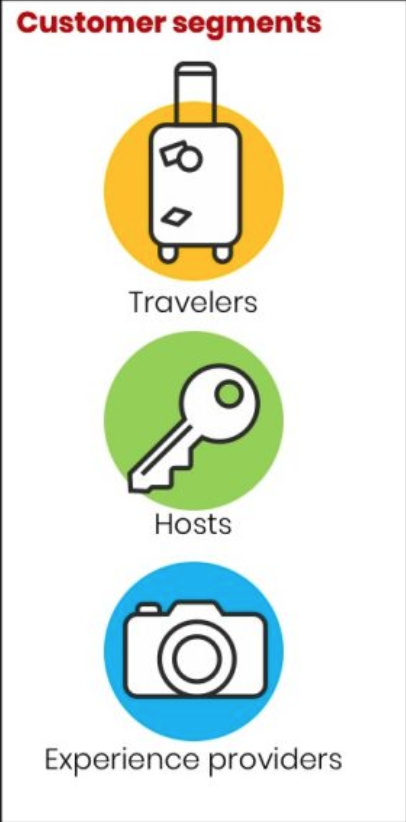 Customer segments
Travelers
Hosts
Experience providers